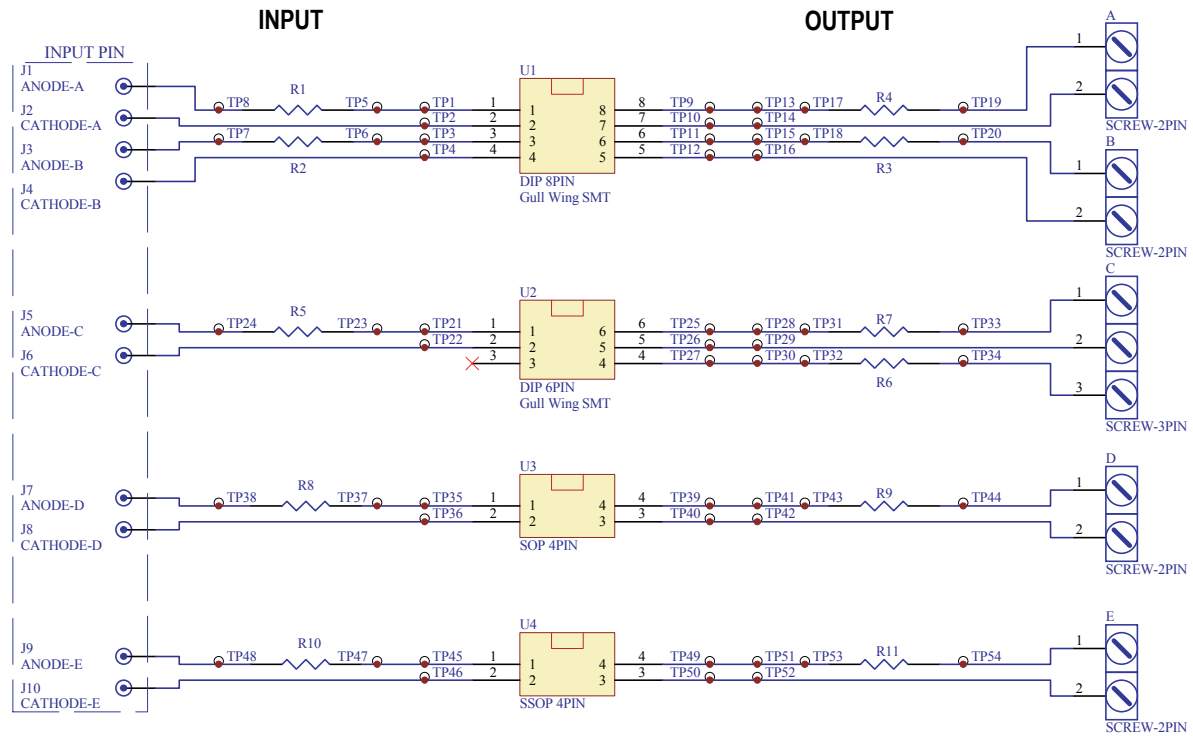 INPUT
OUTPUT
INPUT PIN
J1
ANODE-A
J2
CATHODE-A
J3
ANODE-B
J4
CATHODE-B
TP8 R1 TP5 TP1 1
TP2 2
TP7 TP6 TP3 3
R2 TP4 4
U1
1 8
2 7
3 6
4 5
DIP 8PIN
Gull Wing SMT
8 TP9 TP13 TP17 R4 TP19
7 TP10 TP14
6 TP11 TP15 TP18 TP20
5 TP12 TP16 R3
A
1
2
SCREW-2PIN
B
1
2
SCREW-2PIN
J5
ANODE-C
J6
CATHODE-C
TP24 R5 TP23 TP21 1
TP22 2
3
U2
1 6
2 5
3 4
DIP 6PIN
Gull Wing SMT
6 TP25 TP28 TP31 R7 TP33
5 TP26 TP29
4 TP27 TP30 TP32 TP34
R6
C
1
2
3
SCREW-3PIN
J7
ANODE-D
J8
CATHODE-D
TP38 R8 TP37 TP35 1
TP36 2
U3
1 4
2 3
SOP 4PIN
4 TP39 TP41 TP43 R9 TP44
3 TP40 TP42
D
1
2
SCREW-2PIN
J9
ANODE-E
J10
CATHODE-E
TP48 R10 TP47 TP45 1
TP46 2
U4
1 4
2 3
SSOP 4PIN
4 TP49 TP51 TP53 R11 TP54
3 TP50 TP52
E
1
2
SCREW-2PIN